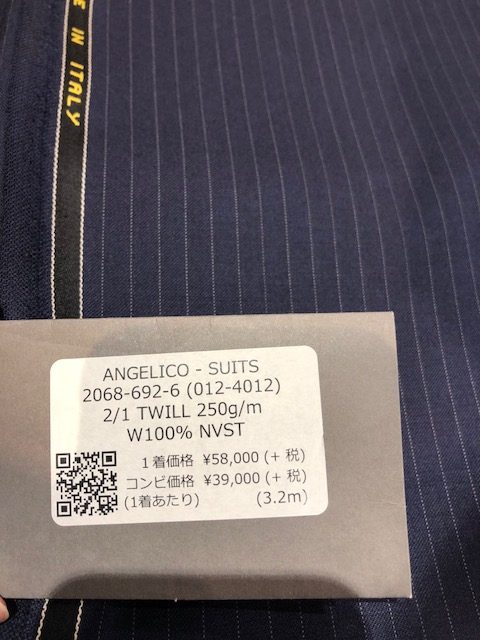 E IN ITALY
ANGELICO - SUITS
2068-692-6 (012-4012)
2/1 TWILL 250g/m
W100% NVST
1着価格 ¥58,000 (+ 税)
コンビ価格 ¥39,000 (+ 税)
(1着あたり) (3.2m)